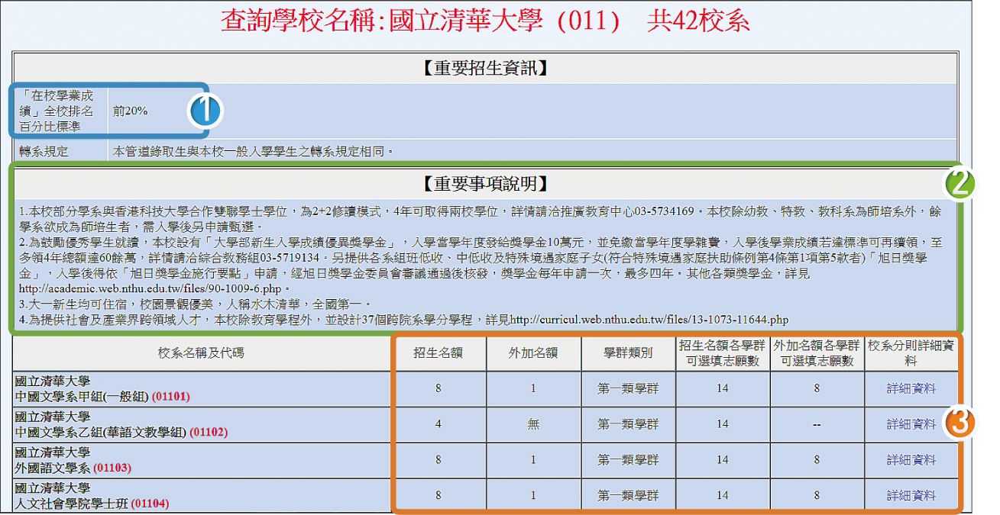 查詢學校名稱:國立清華大學 (011) 共42校系
【重要招生資訊】
「在校學業成
績」全校排名
百分比標準
前20%
1
轉系規定
本管道錄取生與本校一般入學學生之轉系規定相同。
【重要事項說明】
2
1.本校部分學系與香港科技大學合作雙聯學士學位，為2+2修讀模式，4年可取得兩校學位，詳情請洽推廣教育中心03-5734169。本校除幼教、特教、教科系為師培系外，餘
學系欲成為師培生者，需入學後另申請甄選。
2.為鼓勵優秀學生就讀，本校設有「大學部新生入學成績優異獎學金」，入學當學年度發給獎學金10萬元，並免繳當學年度學雜費，入學後學業成績若達標準可再續領，至
多領4年總額達60餘萬，詳情請洽綜合教務組03-5719134。另提供各系組班低收、中低收及特殊境遇家庭子女(符合特殊境遇家庭扶助條例第4條第1項第5款者)「旭日獎學
金」，入學後得依「旭日獎學金施行要點」申請，經旭日獎學金委員會審議通過後核發，獎學金每年申請一次，最多四年。其他各類獎學金，詳見
http://academic.web.nthu.edu.tw/files/90-1009-6.php。
3.大一新生均可住宿，校園景觀優美，人稱水木清華，全國第一。
4.為提供社會及產業界跨領域人才，本校除教育學程外，並設計37個跨院系學分學程，詳見http://curricul.web.nthu.edu.tw/files/13-1073-11644.php
校系名稱及代碼
招生名額
外加名額
學群類別
招生名額各學群
可選填志願數
外加名額各學群
可選填志願數
校系分則詳細資
料
國立清華大學
中國文學系甲組(一般組) (01101)
8
1
第一類學群
14
8
詳細資料
國立清華大學
中國文學系乙組(華語文教學組) (01102)
4
無
第一類學群
14
--
詳細資料
3
國立清華大學
外國語文學系 (01103)
8
1
第一類學群
14
8
詳細資料
國立清華大學
人文社會學院學士班 (01104)
8
1
第一類學群
14
8
詳細資料